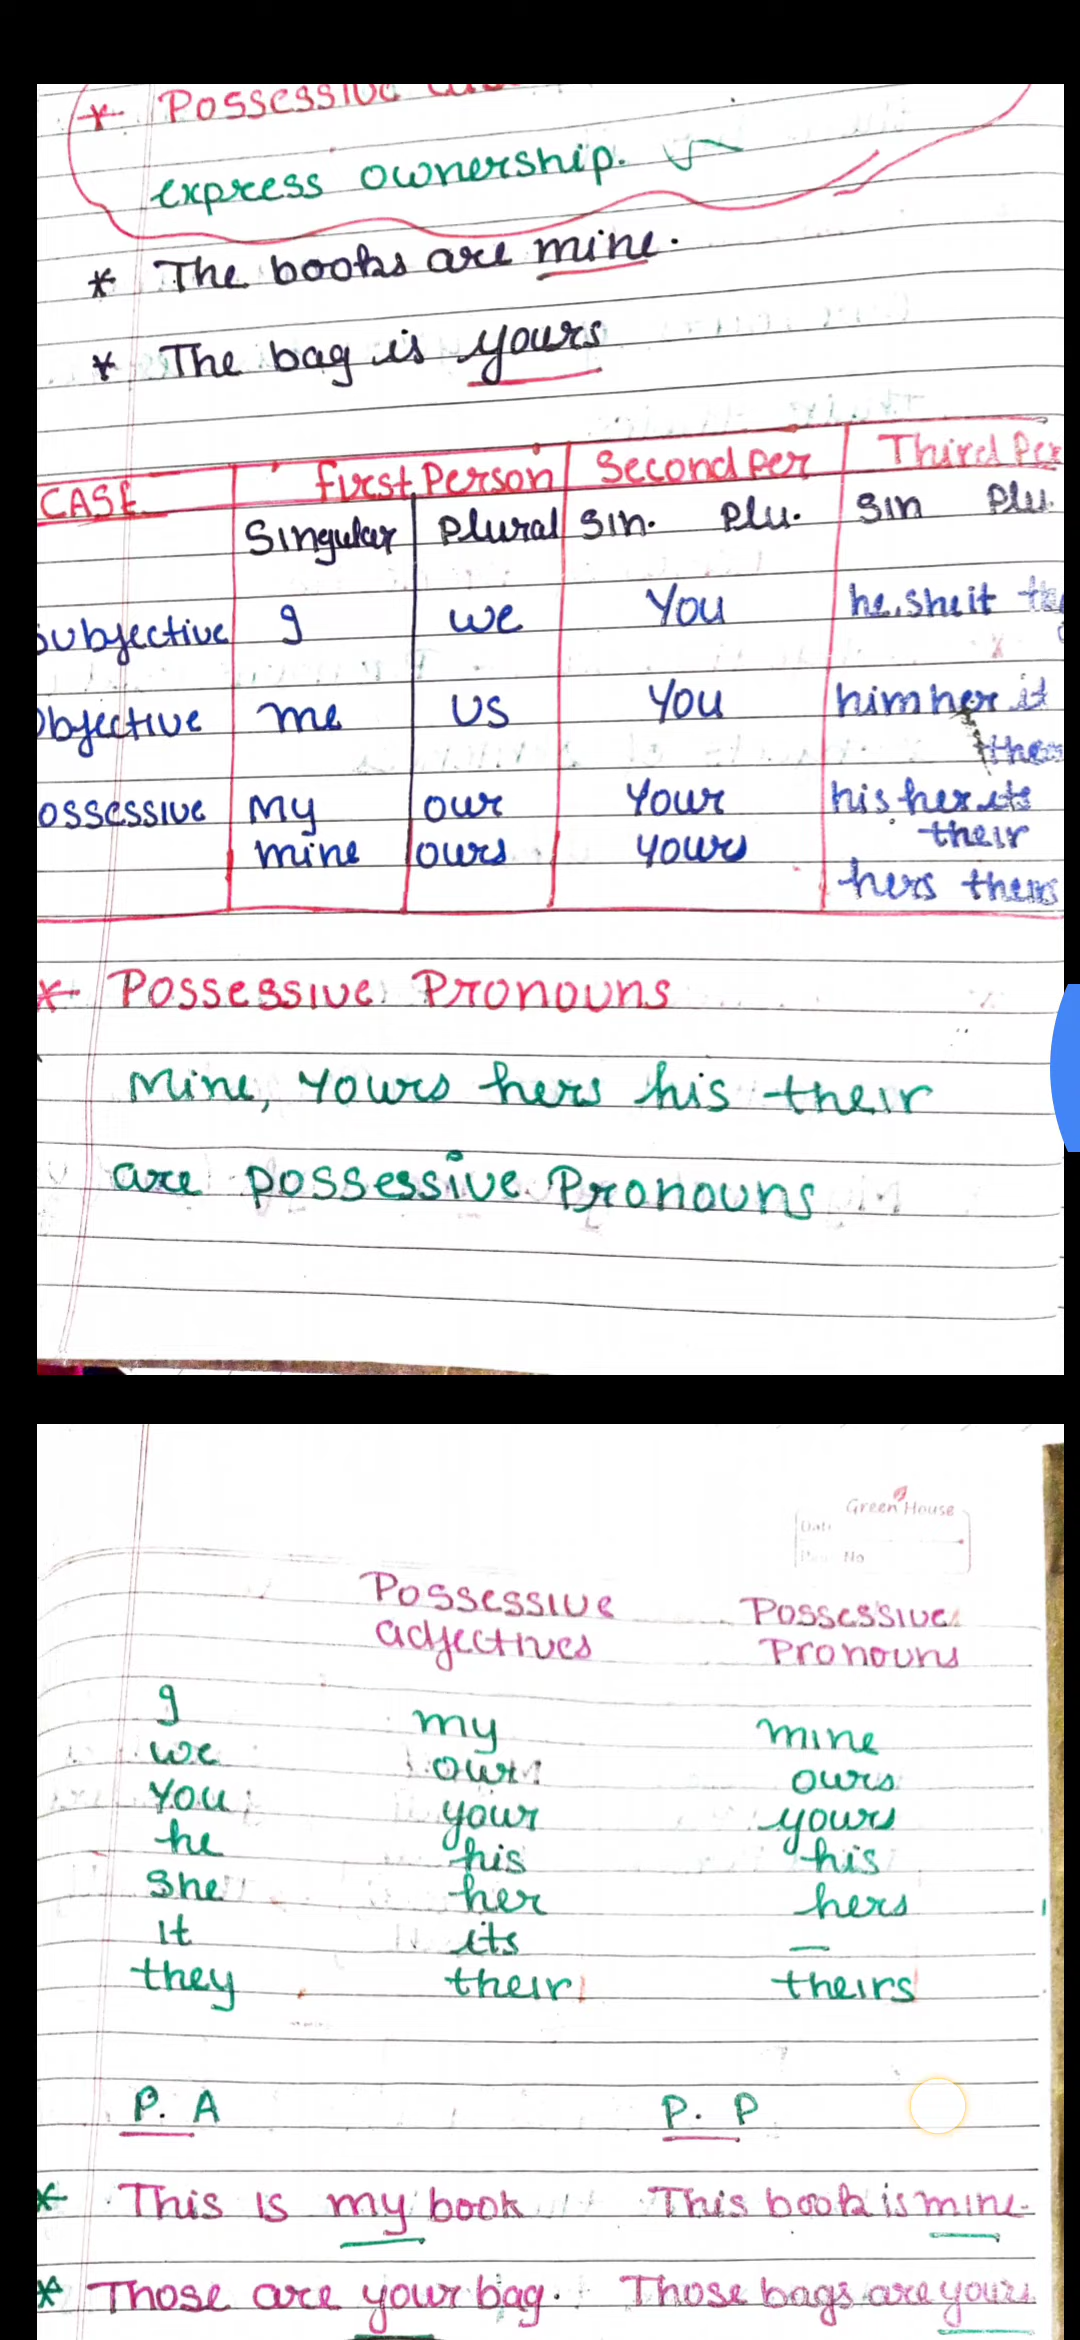 * Possessive
express ownership.
* The books are mine.
* The bag is yours
CASE First Person Second Per Third Per
Singular Plural Sin. Plu. Sin Plu.
Subjective I we You he, she it
Objective me us You him her it
them
ossessive My our Your his her its
mine ours yours their
hers theirs
* Possessive Pronouns
Mine, Yours hers his their
are possessive Pronouns
Green House
Date
No
Possessive Possessive
adjectives Pronouns
I my mine
we our ours
You your yours
he his his
She her hers
It its —
they their theirs
P. A P. P
* This is my book This book is mine.
* Those are your bag. Those bags are yours